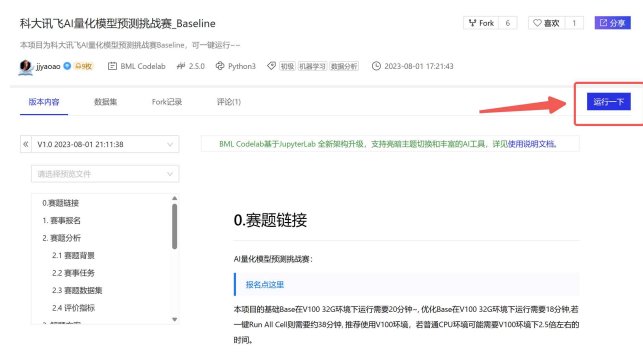 科大讯飞AI量化模型预测挑战赛_Baseline
Fork 6 喜欢 1 分享
本项目为科大讯飞AI量化模型预测挑战赛Baseline，可一键运行~~
jjyaoao 9枚 BML Codelab 2.5.0 Python3 初级 机器学习 数据分析 2023-08-01 17:21:43
版本内容 数据集 Fork记录 评论(1) 运行一下
V1.0 2023-08-01 21:11:38
BML Codelab基于JupyterLab 全新架构升级，支持亮暗主题切换和丰富的AI工具，详见使用说明文档。
请选择预览文件
0.赛题链接
1. 赛事报名
2. 赛题分析
2.1 赛题背景
2.2 赛事任务
2.3 赛题数据集
2.4 评价指标
0.赛题链接
AI量化模型预测挑战赛：
报名点这里
本项目的基础Base在V100 32G环境下运行需要20分钟~, 优化Base在V100 32G环境下运行需要18分钟,若
一键Run All Cell则需要约38分钟, 推荐使用V100环境，若普通CPU环境可能需要V100环境下2.5倍左右的
时间。